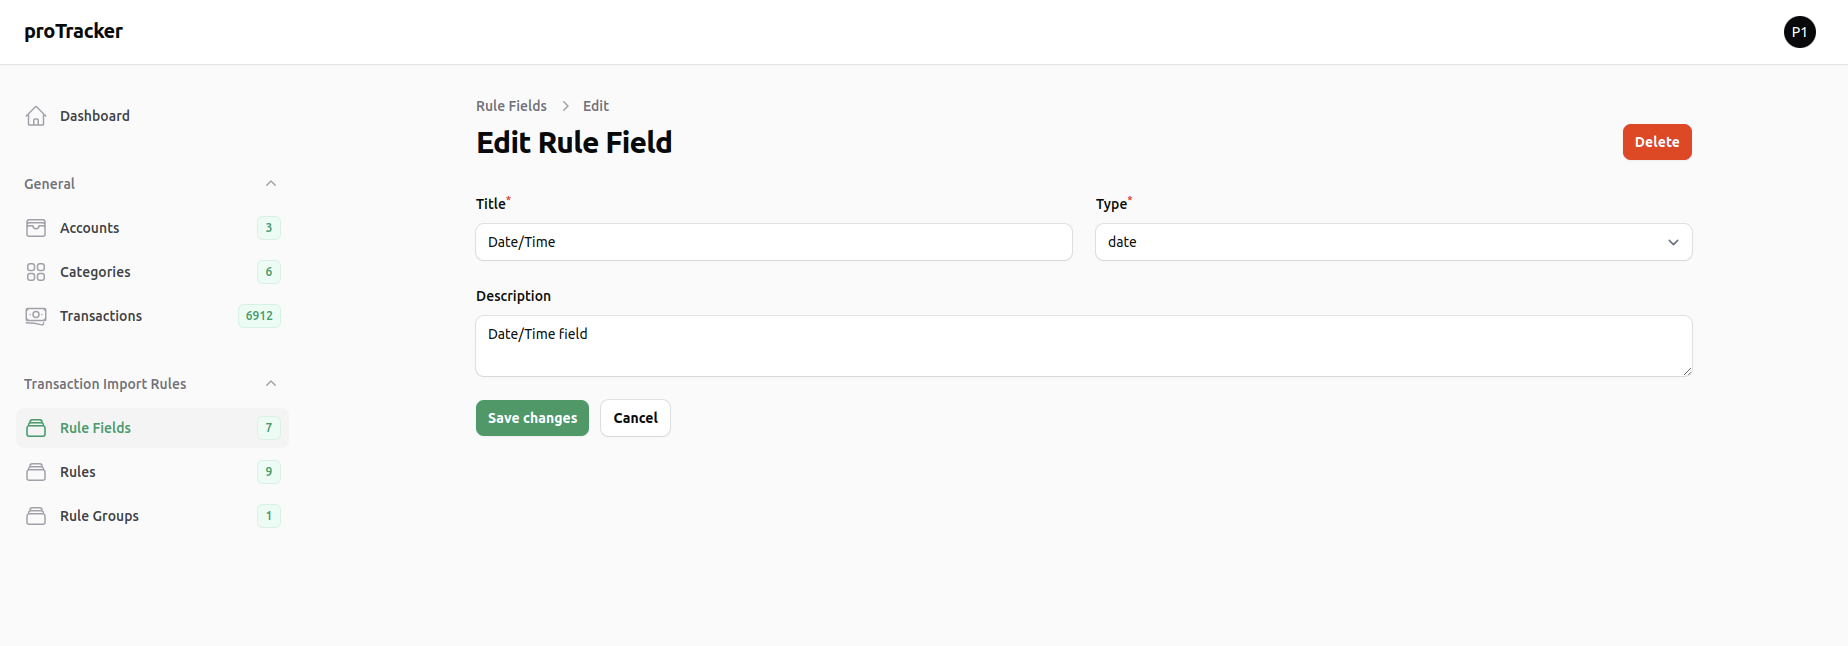 proTracker
P1
Dashboard
General
Accounts 3
Categories 6
Transactions 6912
Transaction Import Rules
Rule Fields 7
Rules 9
Rule Groups 1
Rule Fields > Edit
Edit Rule Field
Delete
Title*
Date/Time
Type*
date
Description
Date/Time field
Save changes
Cancel